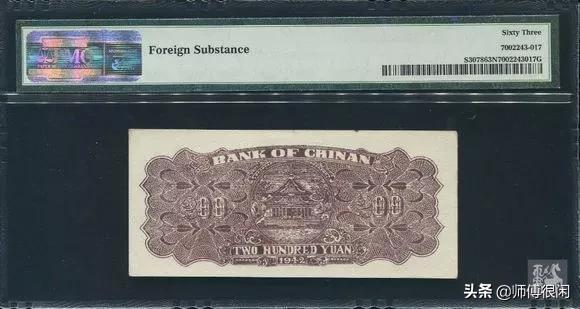 PMG
Foreign Substance
Sixty Three
7002243-017
S307863N7002243017G
BANK OF CHINAN
TWO HUNDRED YUAN
1942
头条 @师傅很闲